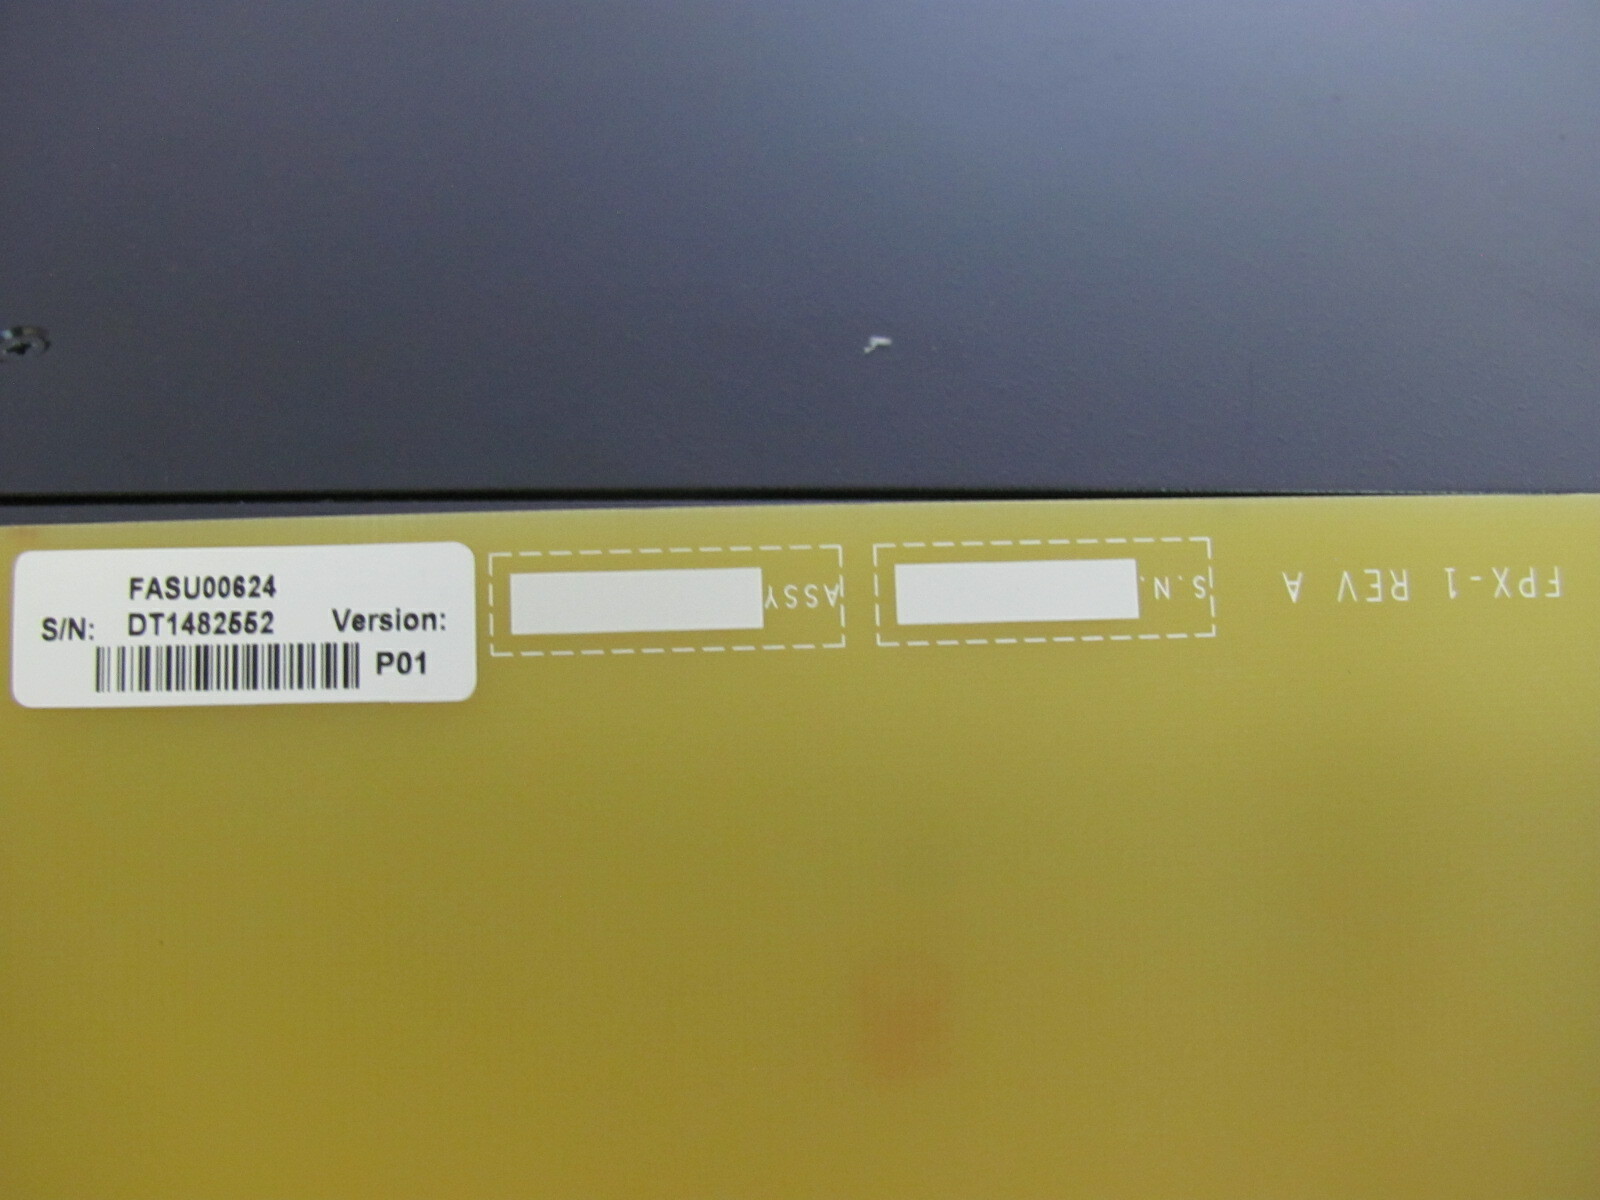 FASU00624
S/N: DT1482552 Version:
P01
ASSY
S.N.
FPX-1 REV A